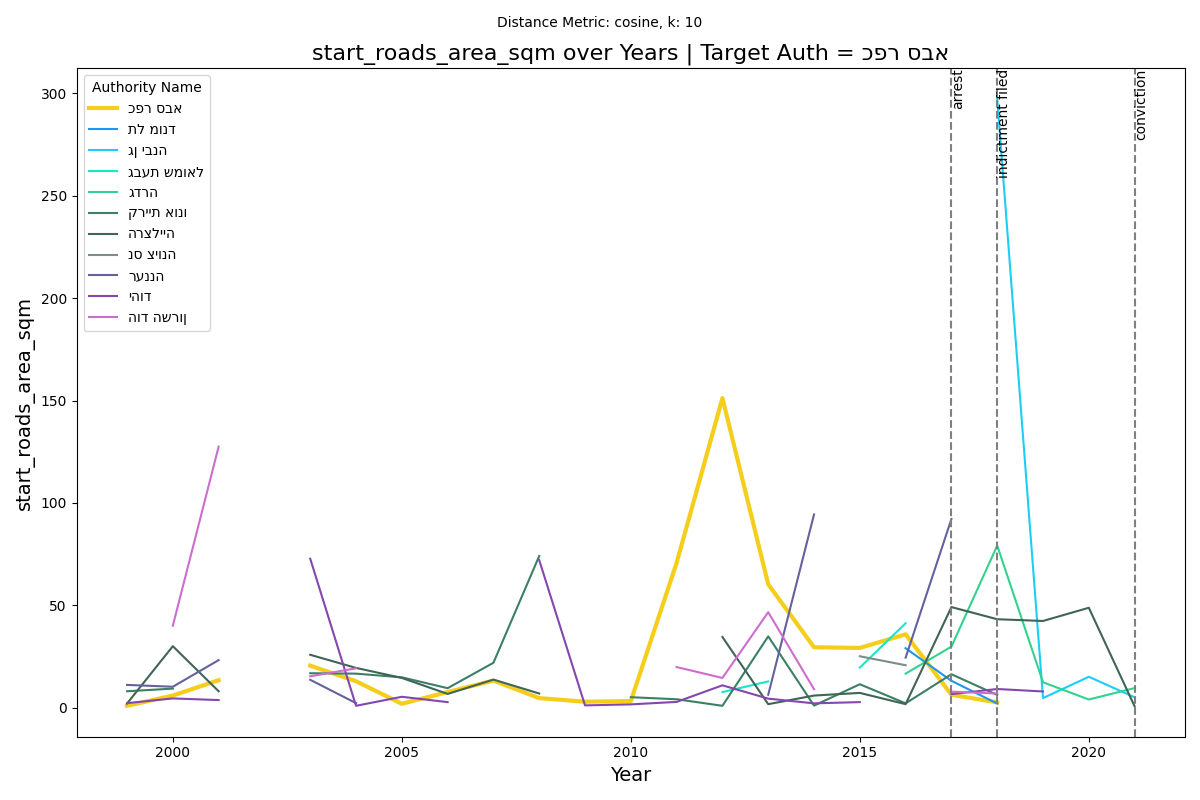 Distance Metric: cosine, k: 10
start_roads_area_sqm over Years | Target Auth = כפר סבא
Authority Name
כפר סבא
תל מונד
גן יבנה
גבעת שמואל
גדרה
קריית אונו
הרצלייה
נס ציונה
רעננה
יהוד
הוד השרון
arrest
indictment filed
conviction
300
250
200
150
100
50
0
start_roads_area_sqm
2000
2005
2010
2015
2020
Year